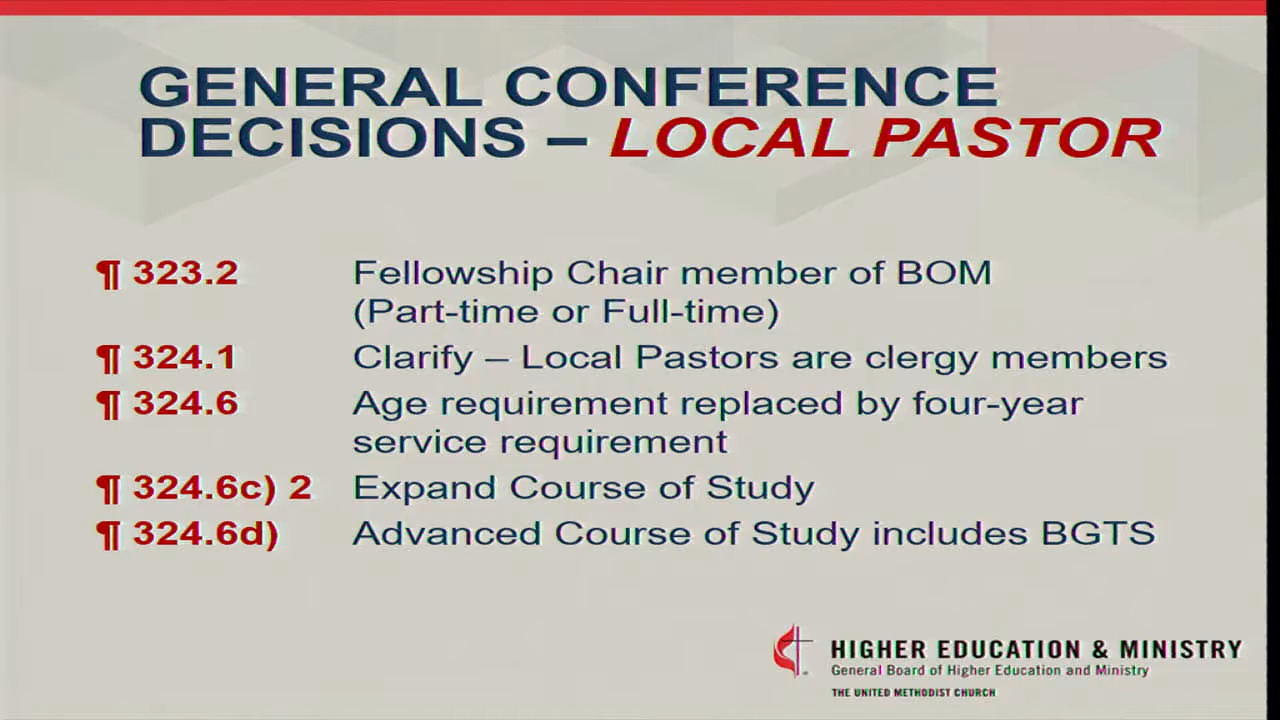 GENERAL CONFERENCE
DECISIONS – LOCAL PASTOR
¶ 323.2 Fellowship Chair member of BOM
(Part-time or Full-time)
¶ 324.1 Clarify – Local Pastors are clergy members
¶ 324.6 Age requirement replaced by four-year
service requirement
¶ 324.6c) 2 Expand Course of Study
¶ 324.6d) Advanced Course of Study includes BGTS
HIGHER EDUCATION & MINISTRY
General Board of Higher Education and Ministry
THE UNITED METHODIST CHURCH